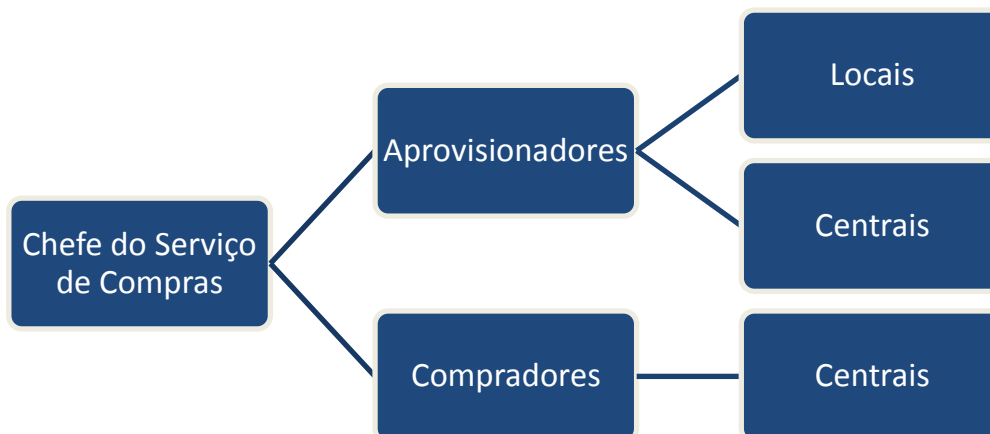 Chefe do Serviço
de Compras
Aprovisionadores
Locais
Centrais
Compradores
Centrais